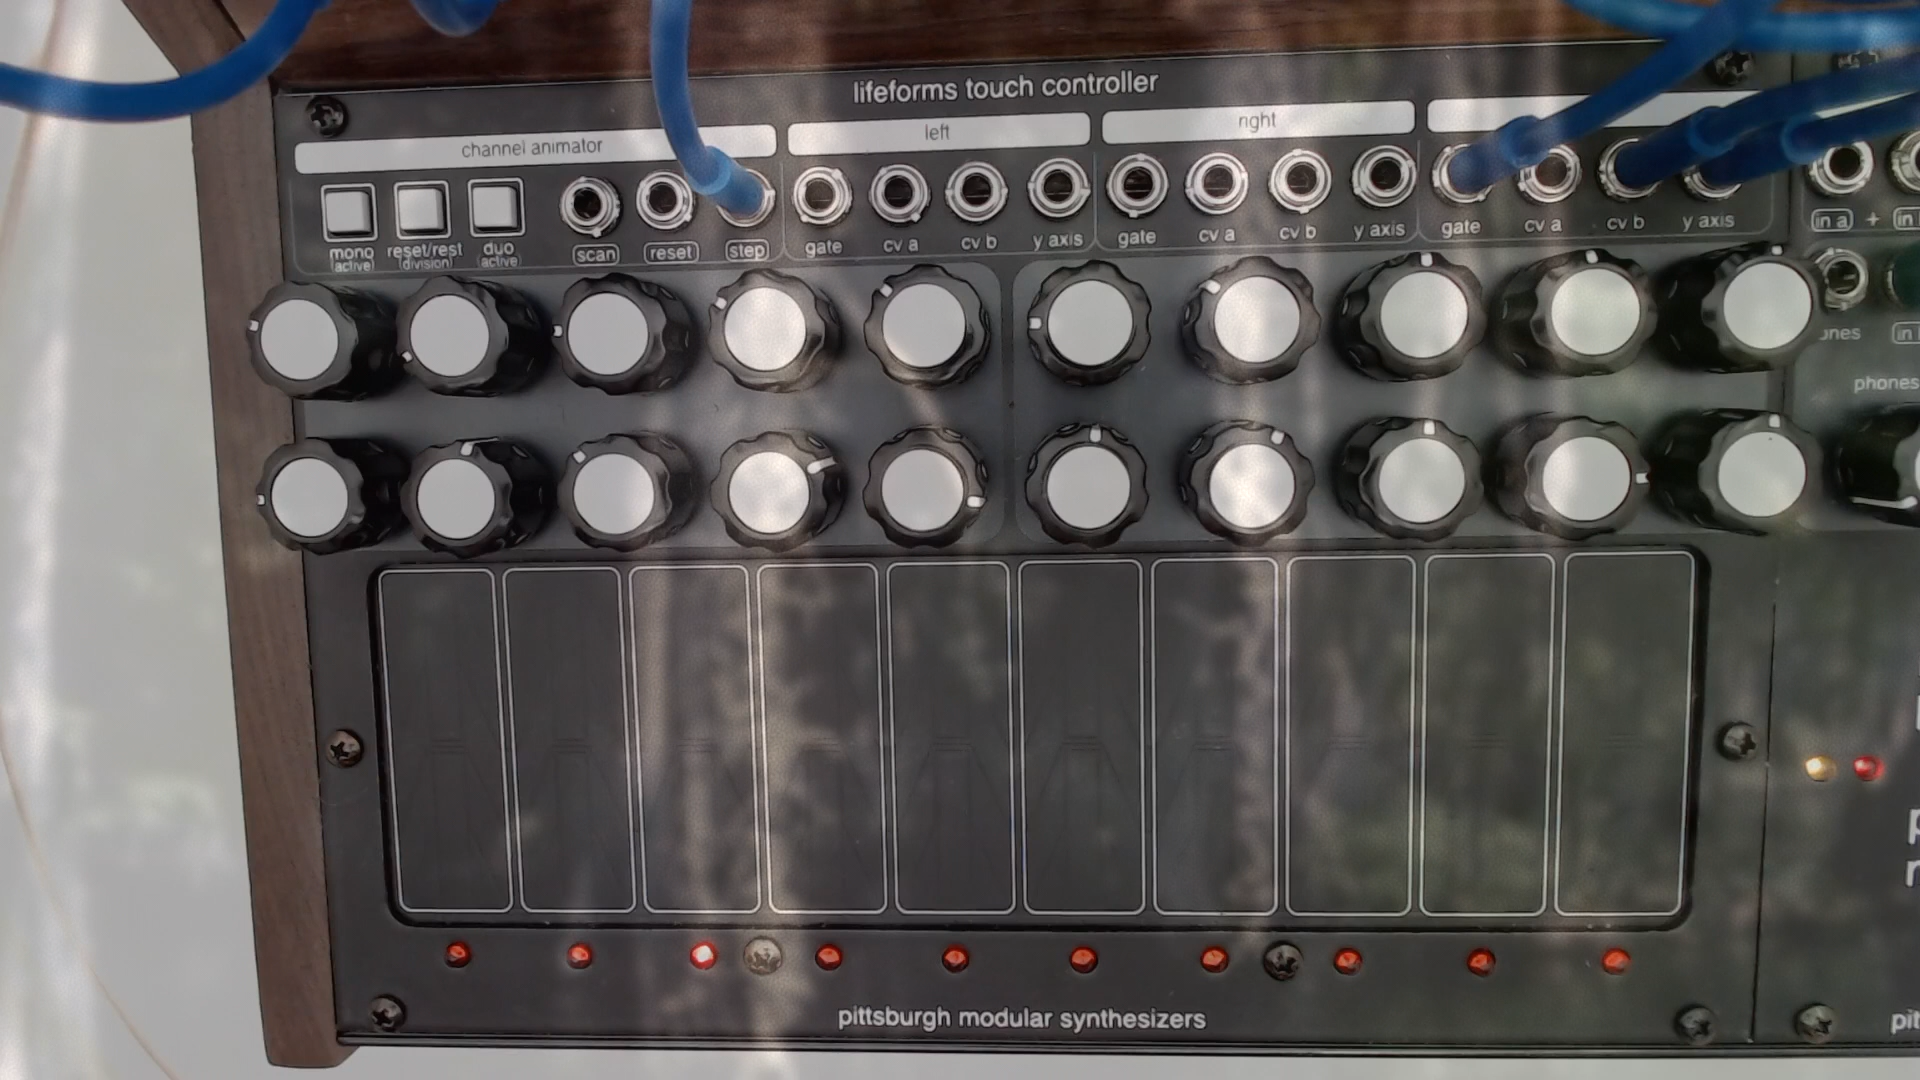 lifeforms touch controller
channel animator
left
right
mono
(active)
reset/rest
(division)
duo
(active)
scan
reset
step
gate
cv a
cv b
y axis
gate
cv a
cv b
y axis
gate
cv a
cv b
y axis
in a +
in
phones
pittsburgh modular synthesizers